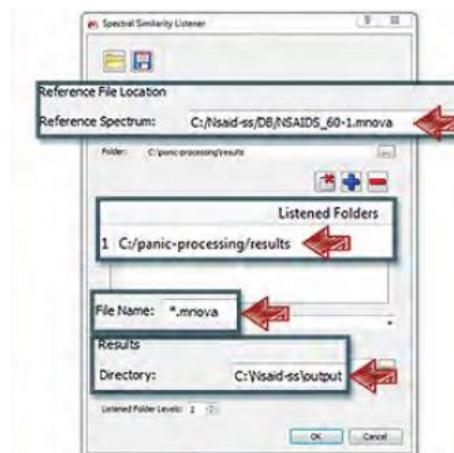 Spectral Similarity Listener
Reference File Location
Reference Spectrum: C:/Nsaid-ss/DB/NSAIDS_60-1.mnova
Folder: C:\panic-processing\results
Listened Folders
1 C:/panic-processing/results
File Name: *.mnova
Results
Directory: C:\Nsaid-ss\output
Listened Folder Levels: 2
OK Cancel